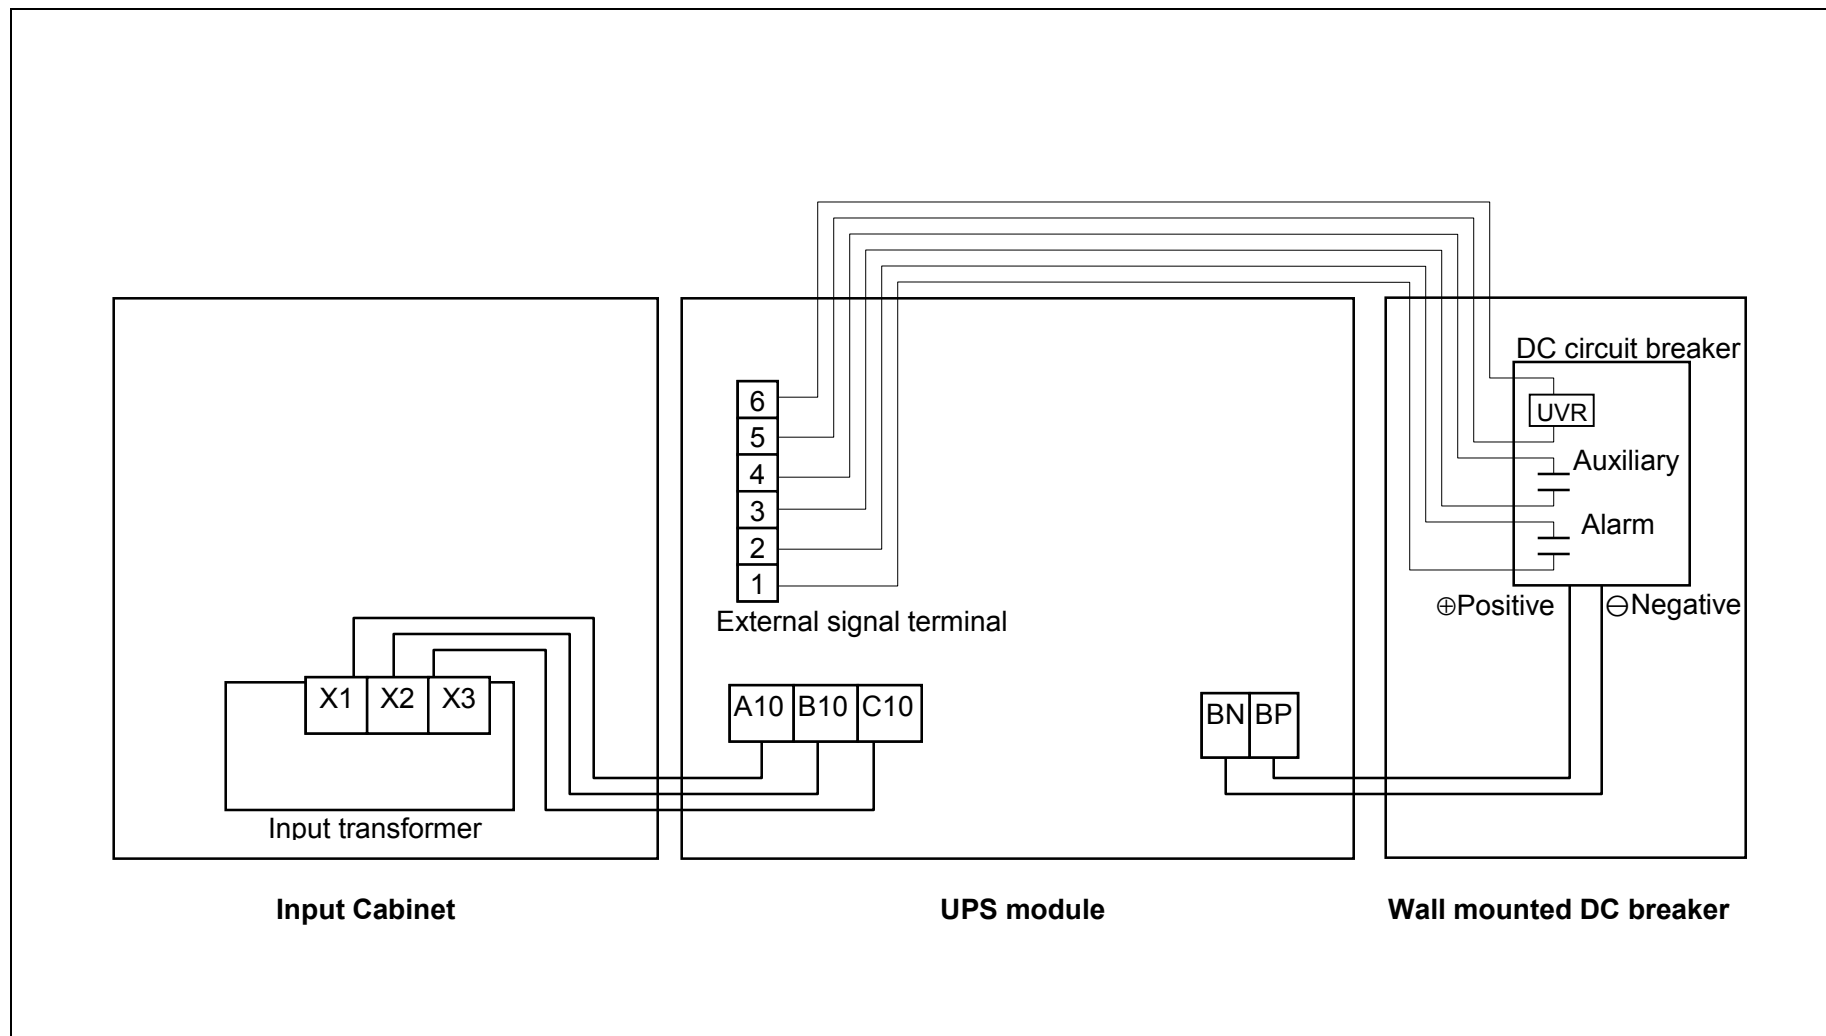 DC circuit breaker
UVR
Auxiliary
Alarm
⊕Positive
⊖Negative
6
5
4
3
2
1
External signal terminal
X1 X2 X3
Input transformer
A10 B10 C10
BN BP
Input Cabinet
UPS module
Wall mounted DC breaker